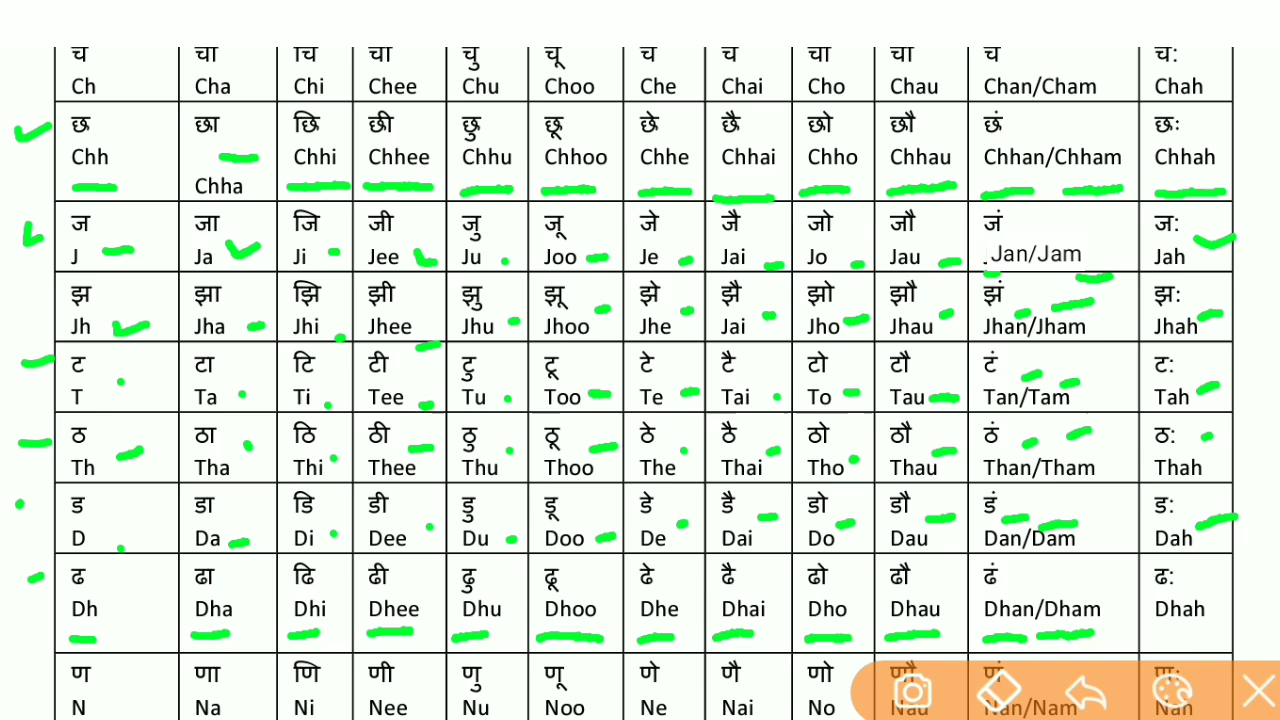 च चा चि ची चु चू चे चै चो चौ चं च:
Ch Cha Chi Chee Chu Choo Che Chai Cho Chau Chan/Cham Chah
छ छा छि छी छु छू छे छै छो छौ छं छः
Chh Chha Chhi Chhee Chhu Chhoo Chhe Chhai Chho Chhau Chhan/Chham Chhah
ज जा जि जी जु जू जे जै जो जौ जं ज:
J Ja Ji Jee Ju Joo Je Jai Jo Jau Jan/Jam Jah
झ झा झि झी झु झू झे झै झो झौ झं झ:
Jh Jha Jhi Jhee Jhu Jhoo Jhe Jai Jho Jhau Jhan/Jham Jhah
ट टा टि टी टु टू टे टै टो टौ टं ट:
T Ta Ti Tee Tu Too Te Tai To Tau Tan/Tam Tah
ठ ठा ठि ठी ठु ठू ठे ठै ठो ठौ ठं ठ:
Th Tha Thi Thee Thu Thoo The Thai Tho Thau Than/Tham Thah
ड डा डि डी डु डू डे डै डो डौ डं ड:
D Da Di Dee Du Doo De Dai Do Dau Dan/Dam Dah
ढ ढा ढि ढी ढु ढू ढे ढै ढो ढौ ढं ढ:
Dh Dha Dhi Dhee Dhu Dhoo Dhe Dhai Dho Dhau Dhan/Dham Dhah
ण णा णि णी णु णू णे णै णो णौ णं ण:
N Na Ni Nee Nu Noo Ne Nai No Nau Nan/Nam Nah